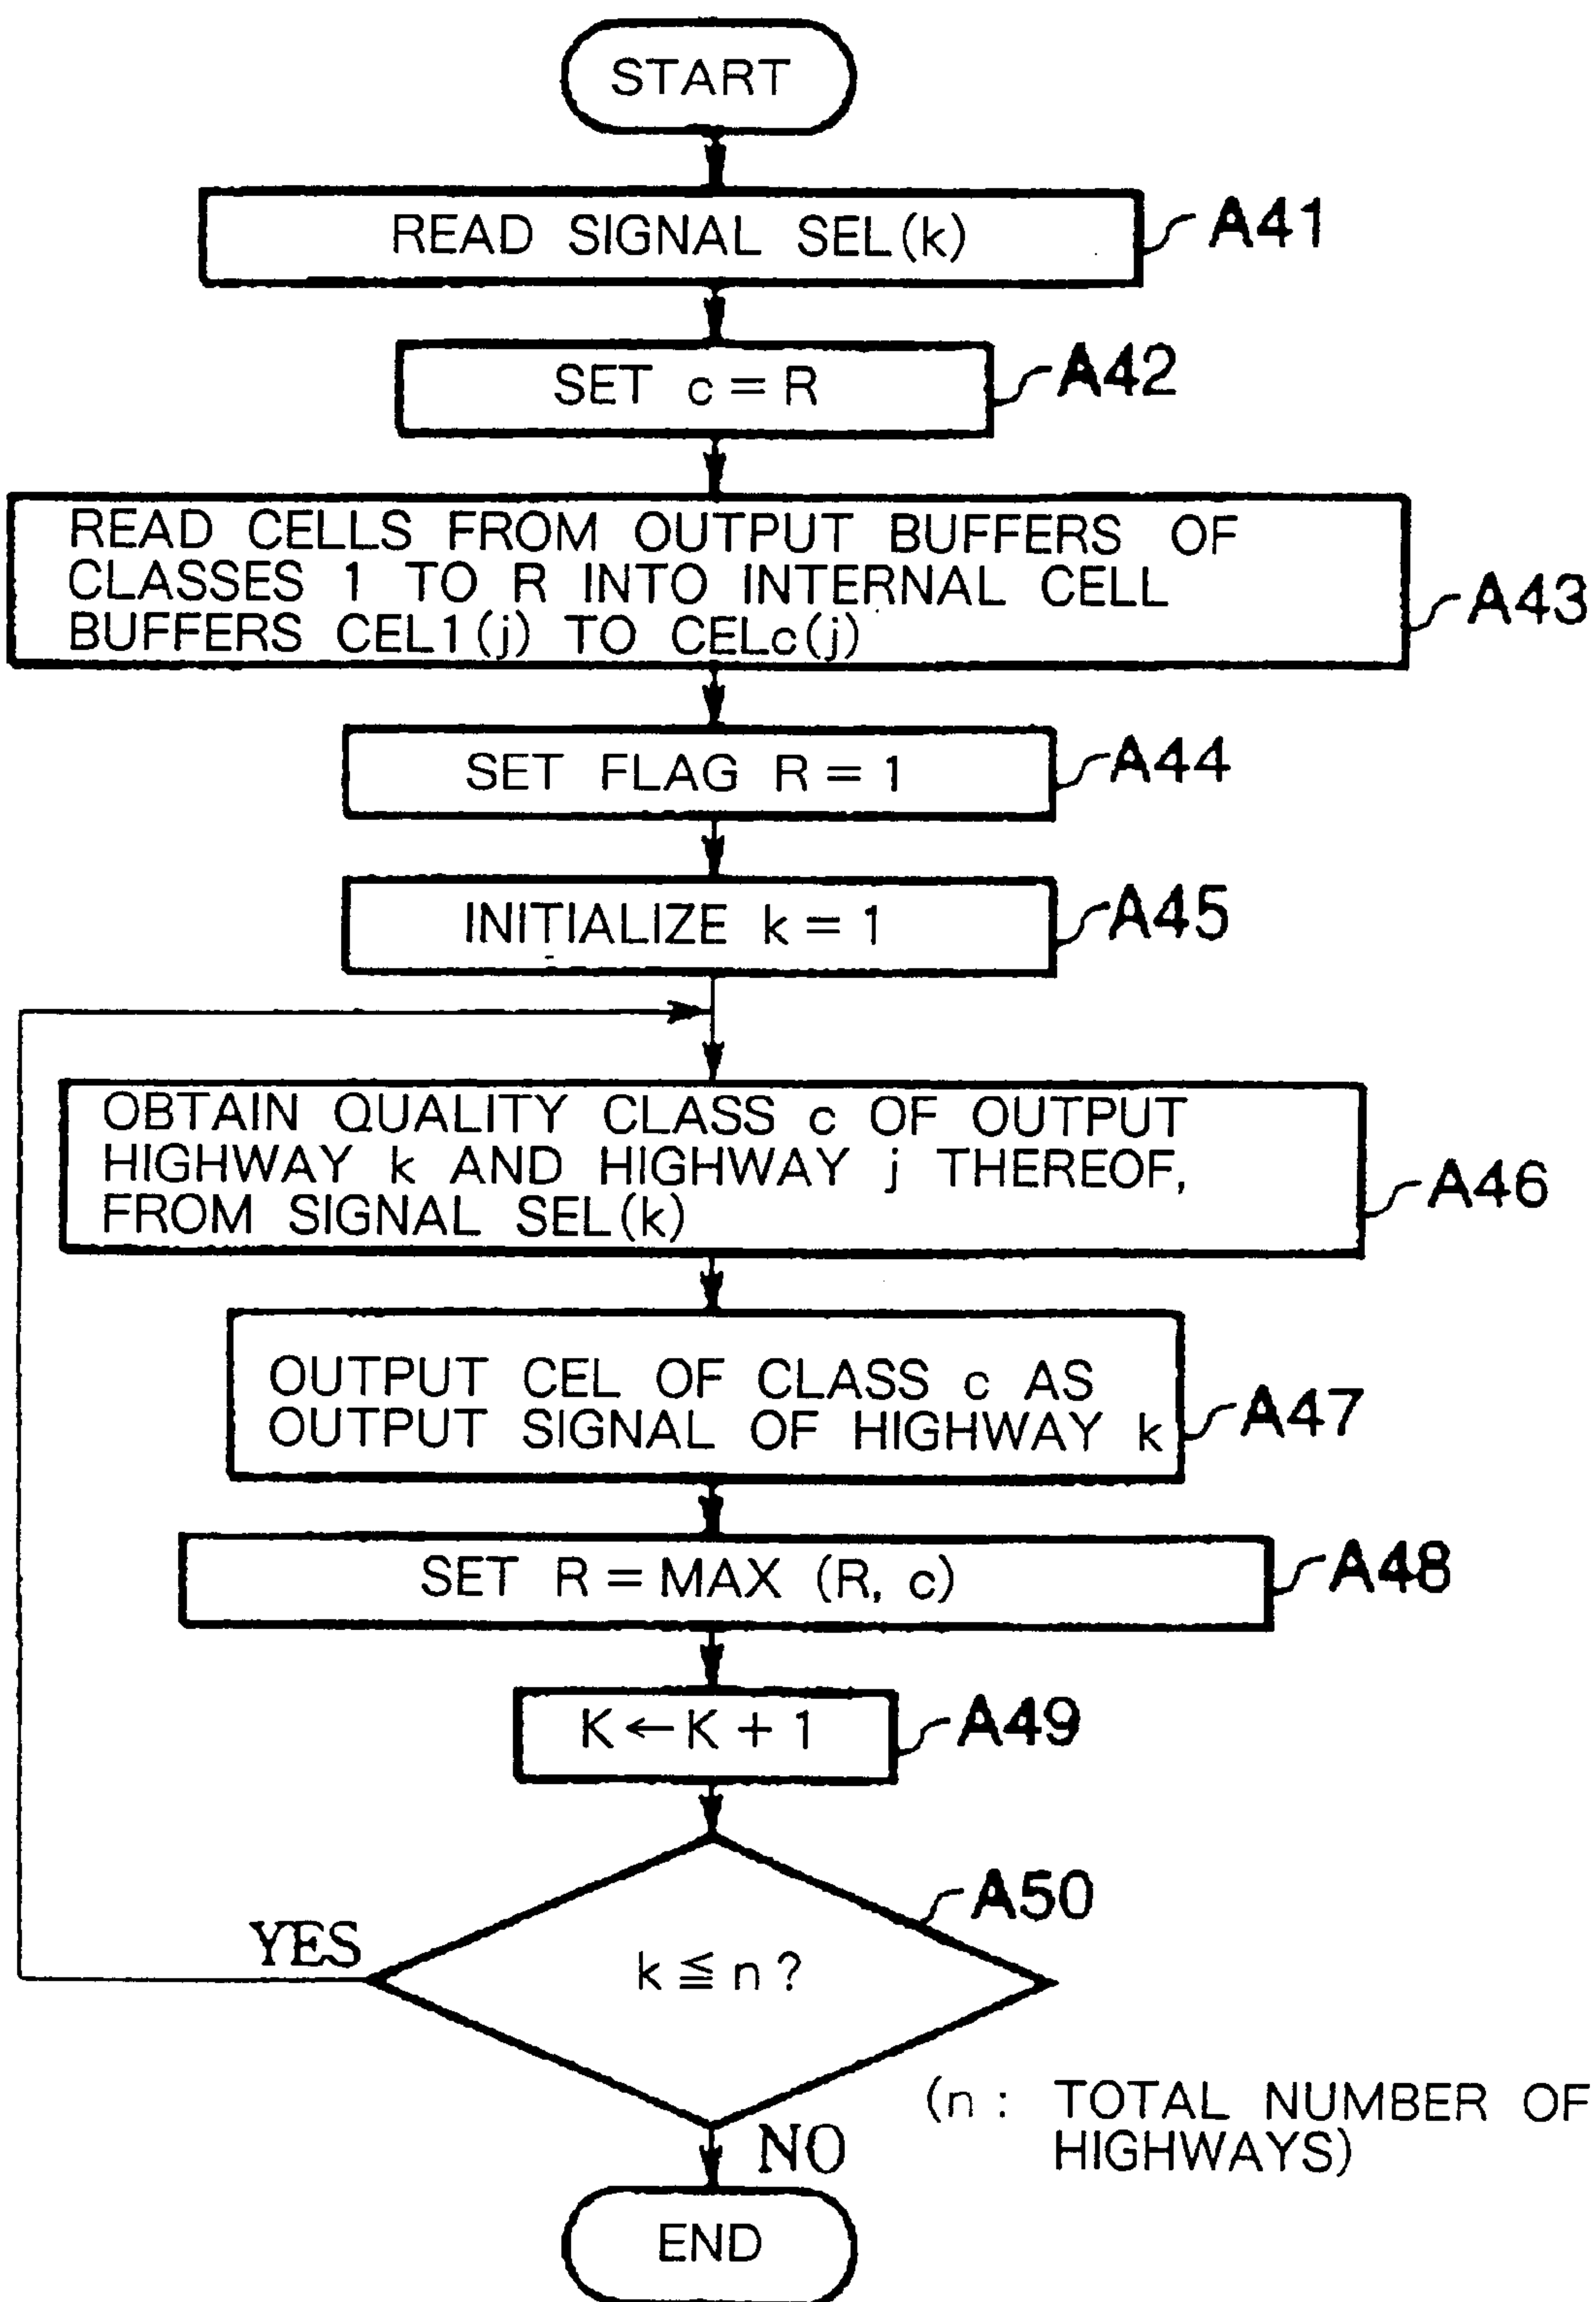 START
READ SIGNAL SEL(k)
A41
SET c = R
A42
READ CELLS FROM OUTPUT BUFFERS OF
CLASSES 1 TO R INTO INTERNAL CELL
BUFFERS CEL1(j) TO CELc(j)
A43
SET FLAG R = 1
A44
INITIALIZE k = 1
A45
OBTAIN QUALITY CLASS c OF OUTPUT
HIGHWAY k AND HIGHWAY j THEREOF,
FROM SIGNAL SEL(k)
A46
OUTPUT CEL OF CLASS c AS
OUTPUT SIGNAL OF HIGHWAY k
A47
SET R = MAX (R, c)
A48
K ← K + 1
A49
A50
YES
k ≦ n ?
(n : TOTAL NUMBER OF
HIGHWAYS)
NO
END